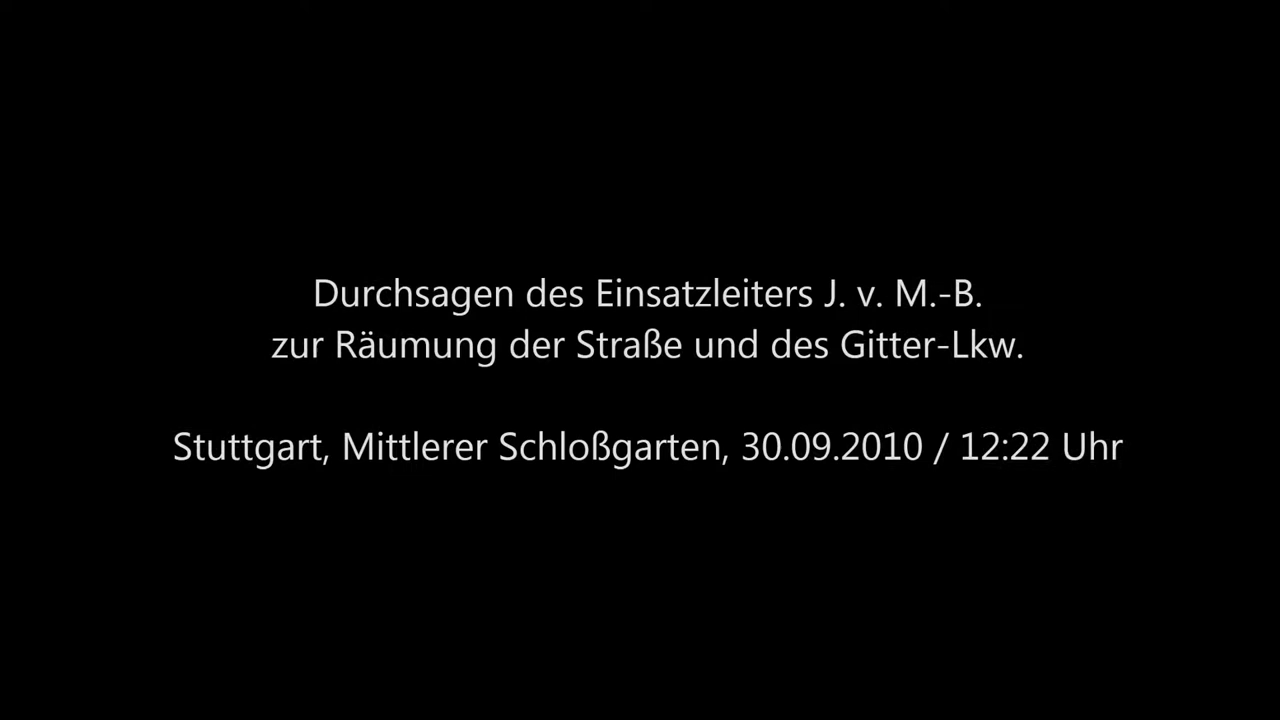 Durchsagen des Einsatzleiters J. v. M.-B.
zur Räumung der Straße und des Gitter-Lkw.
Stuttgart, Mittlerer Schloßgarten, 30.09.2010 / 12:22 Uhr